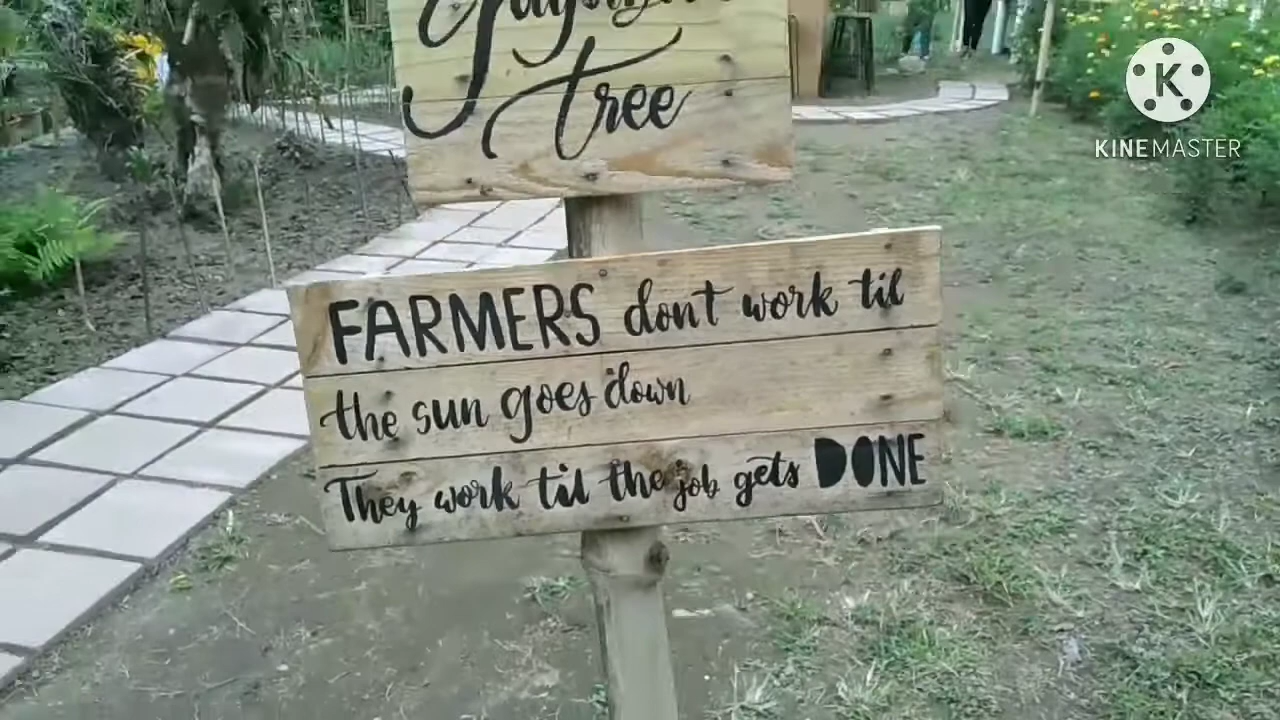 tree
FARMERS dont work til
the sun goes down
They work til the job gets DONE
K
KINEMASTER